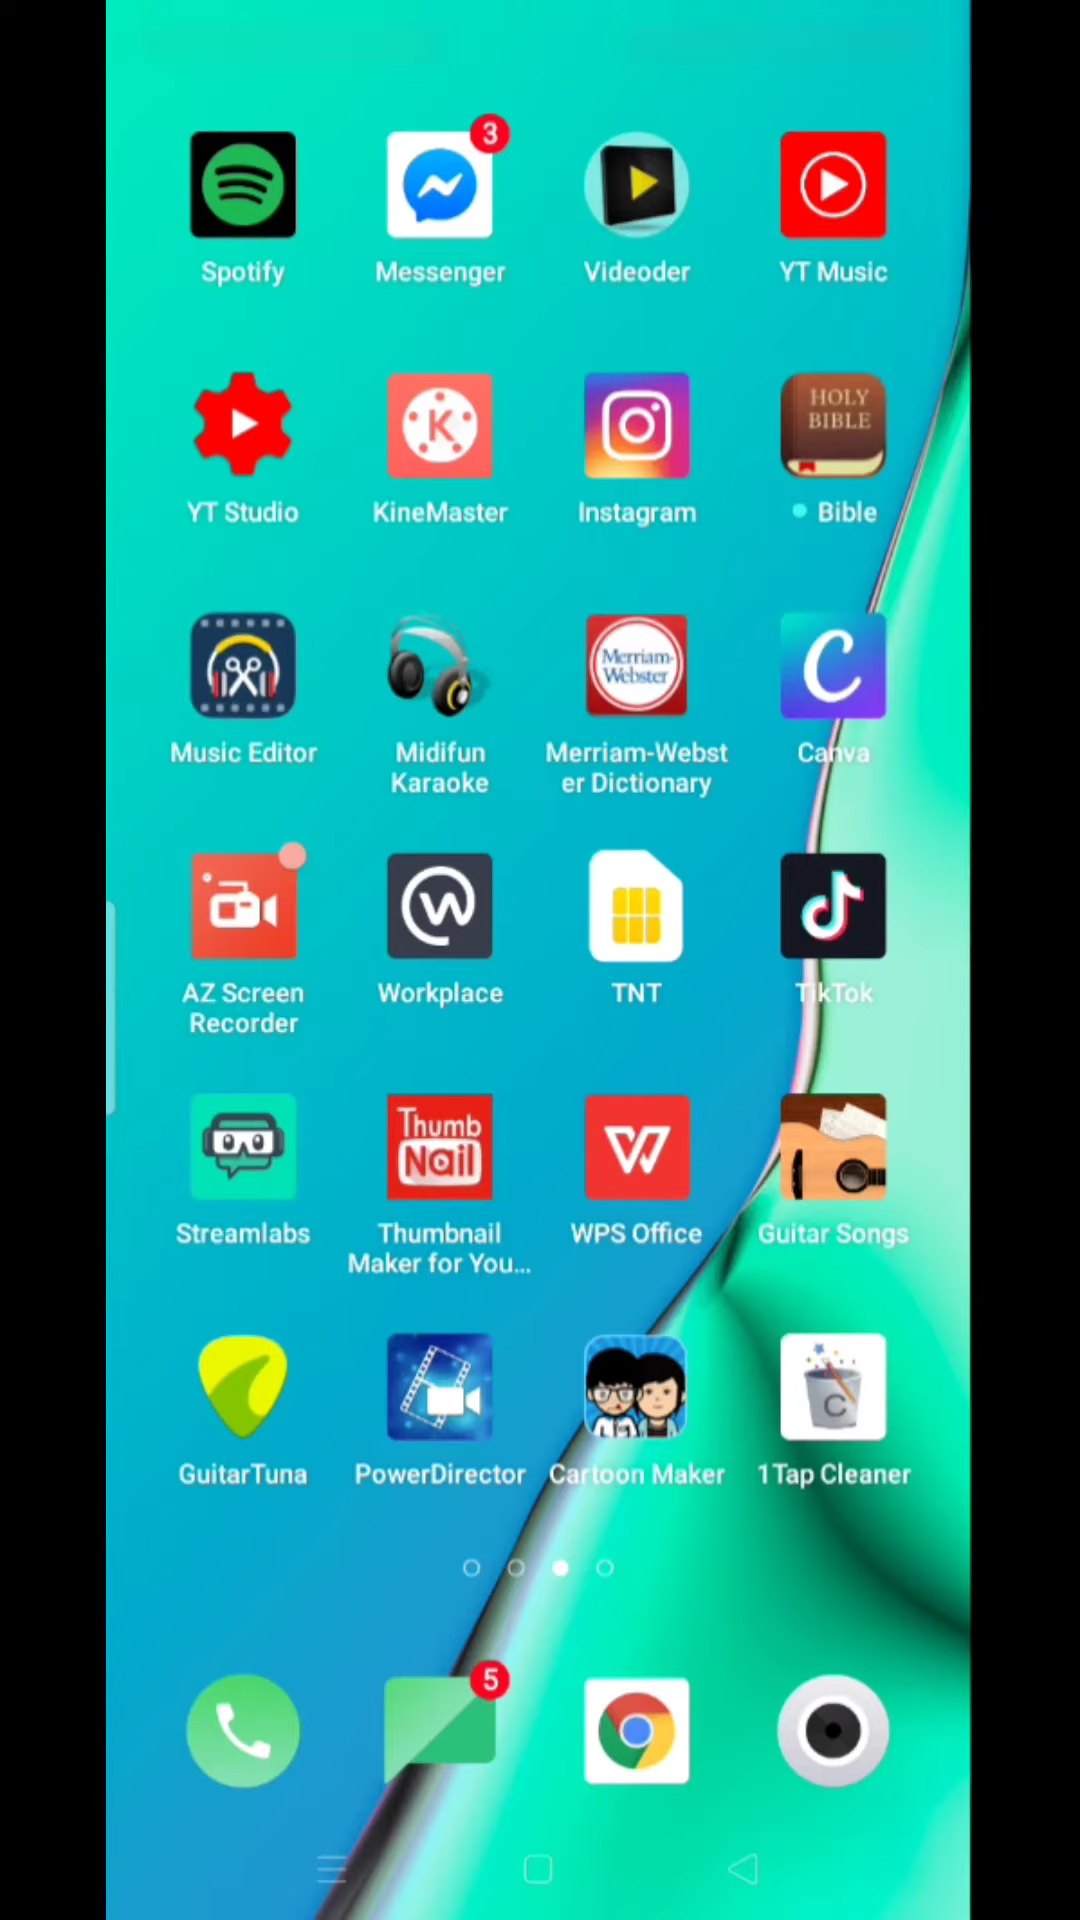 3
Spotify
Messenger
Videoder
YT Music
HOLY
BIBLE
K
YT Studio
KineMaster
Instagram
Bible
Merriam-
Webster
C
Music Editor
Midifun
Karaoke
Merriam-Webst
er Dictionary
Canva
AZ Screen
Recorder
Workplace
TNT
TikTok
Thumb
Nail
W
Streamlabs
Thumbnail
Maker for You...
WPS Office
Guitar Songs
C
GuitarTuna
PowerDirector
Cartoon Maker
1Tap Cleaner
5